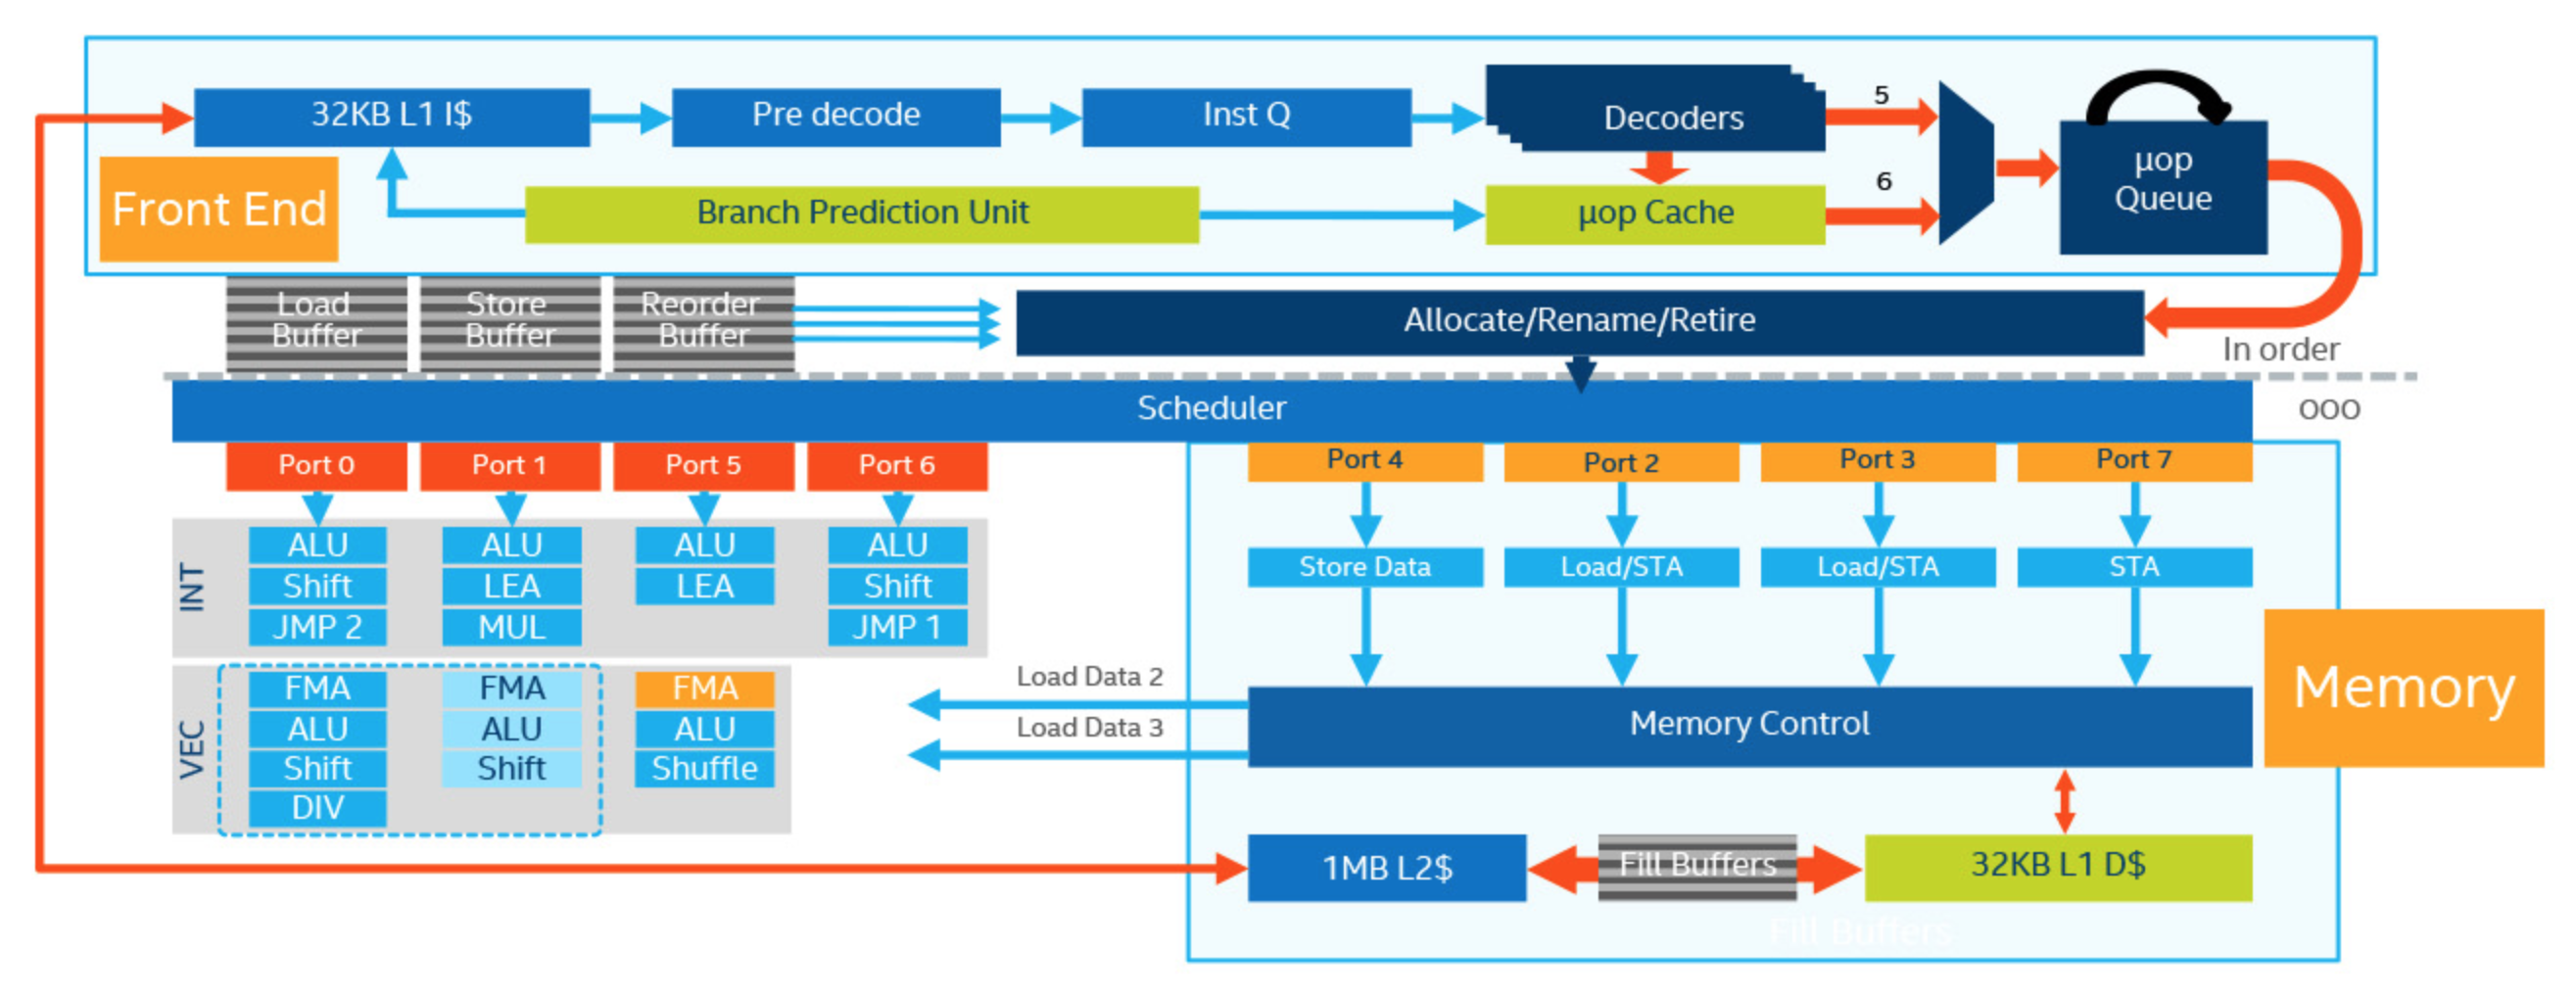 32KB L1 I$
Pre decode
Inst Q
Decoders
5
6
µop
Queue
Front End
Branch Prediction Unit
µop Cache
Load
Buffer
Store
Buffer
Reorder
Buffer
Allocate/Rename/Retire
In order
Scheduler
OOO
Port 0
Port 1
Port 5
Port 6
Port 4
Port 2
Port 3
Port 7
INT
ALU
Shift
JMP 2
ALU
LEA
MUL
ALU
LEA
ALU
Shift
JMP 1
Store Data
Load/STA
Load/STA
STA
VEC
FMA
ALU
Shift
DIV
FMA
ALU
Shift
FMA
ALU
Shuffle
Load Data 2
Load Data 3
Memory Control
Memory
1MB L2$
Fill Buffers
32KB L1 D$
Fill Buffers